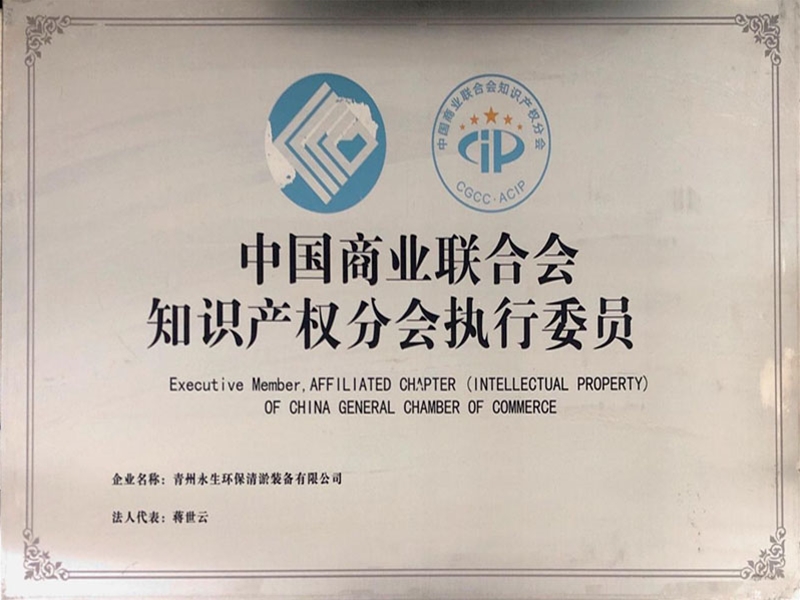 中国商业联合会知识产权分会
CIP
CGCC·ACIP
中国商业联合会
知识产权分会执行委员
Executive Member, AFFILIATED CHAPTER (INTELLECTUAL PROPERTY)
OF CHINA GENERAL CHAMBER OF COMMERCE
企业名称：青州永生环保清淤装备有限公司
法人代表：蒋世云